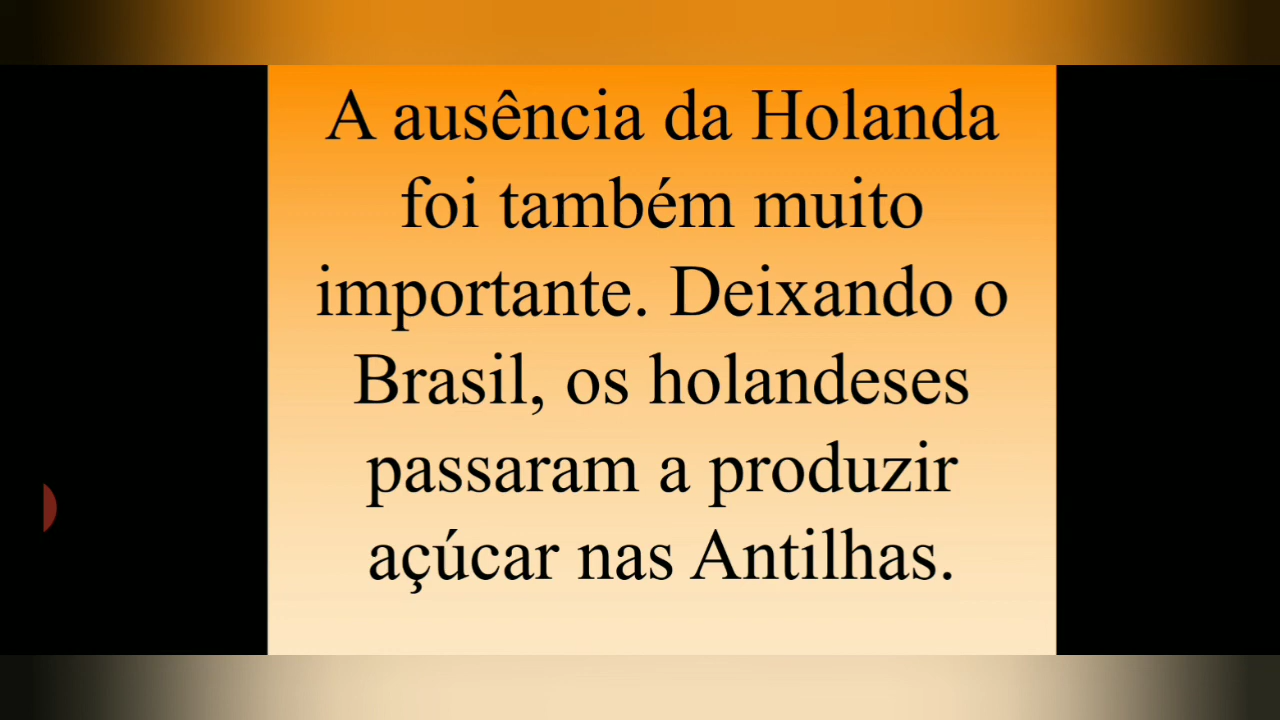 A ausência da Holanda
foi também muito
importante. Deixando o
Brasil, os holandeses
passaram a produzir
açúcar nas Antilhas.